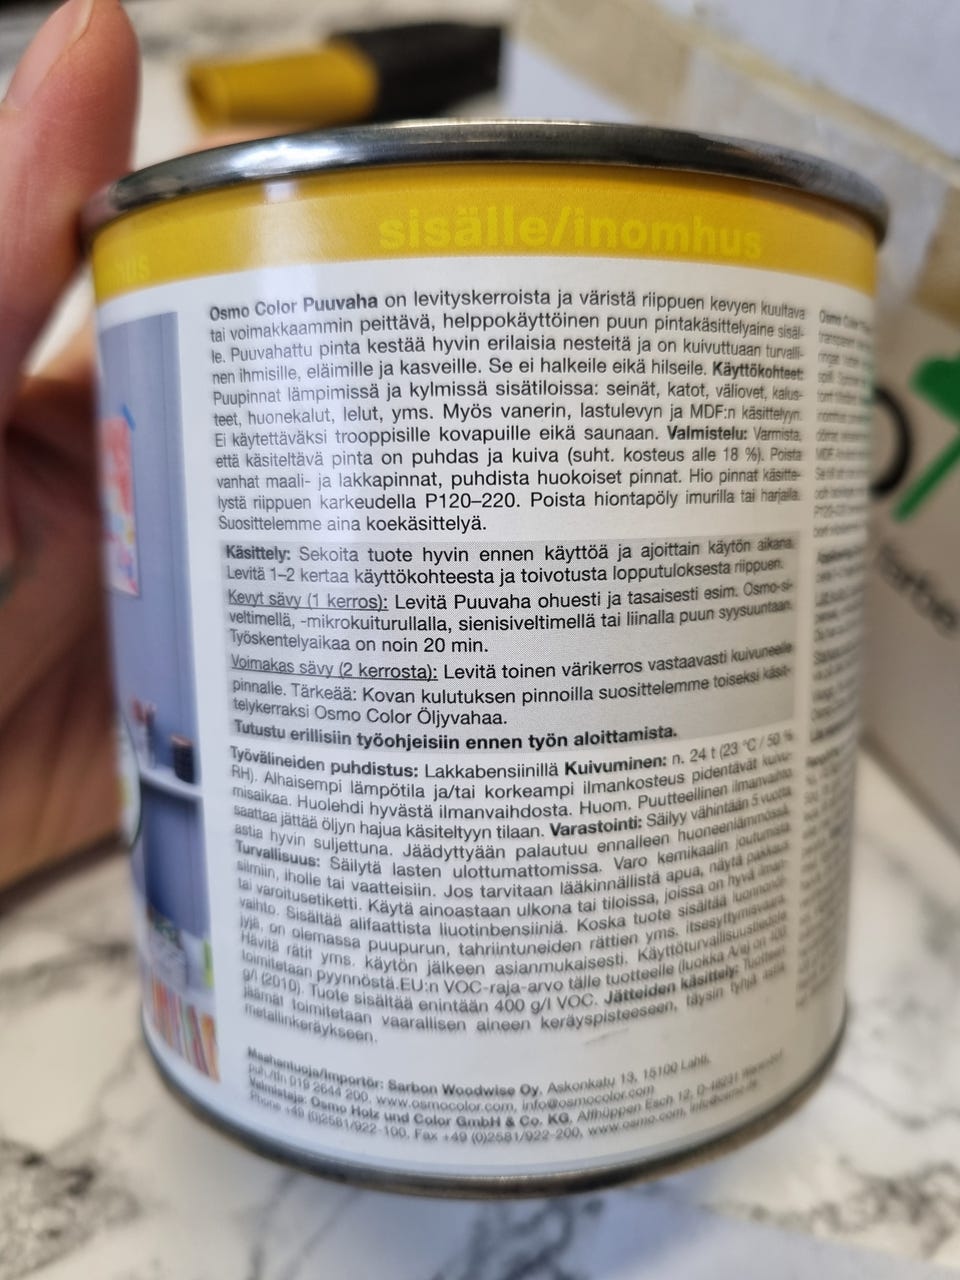 sisälle/inomhus
Osmo Color Puuvaha on levityskerroista ja väristä riippuen kevyen kuultava
tai voimakkaammin peittävä, helppokäyttöinen puun pintakäsittelyaine sisäl-
le. Puuvahattu pinta kestää hyvin erilaisia nesteitä ja on kuivuttuaan turvalli-
nen ihmisille, eläimille ja kasveille. Se ei halkeile eikä hilseile. Käyttökohteet:
Puupinnat lämpimissä ja kylmissä sisätiloissa: seinät, katot, väliovet, kalus-
teet, huonekalut, lelut, yms. Myös vanerin, lastulevyn ja MDF:n käsittelyyn.
Ei käytettäväksi trooppisille kovapuille eikä saunaan. Valmistelu: Varmista,
että käsiteltävä pinta on puhdas ja kuiva (suht. kosteus alle 18 %). Poista
vanhat maali- ja lakkapinnat, puhdista huokoiset pinnat. Hio pinnat käsitte-
lystä riippuen karkeudella P120–220. Poista hiontapöly imurilla tai harjalla.
Suosittelemme aina koekäsittelyä.
Käsittely: Sekoita tuote hyvin ennen käyttöä ja ajoittain käytön aikana.
Levitä 1–2 kertaa käyttökohteesta ja toivotusta lopputuloksesta riippuen.
Kevyt sävy (1 kerros): Levitä Puuvaha ohuesti ja tasaisesti esim. Osmo-si-
veltimellä, -mikrokuiturullalla, sienisiveltimellä tai liinalla puun syysuuntaan.
Työskentelyaikaa on noin 20 min.
Voimakas sävy (2 kerrosta): Levitä toinen värikerros vastaavasti kuivuneelle
pinnalle. Tärkeää: Kovan kulutuksen pinnoilla suosittelemme toiseksi käsit-
telykerraksi Osmo Color Öljyvahaa.
Tutustu erillisiin työohjeisiin ennen työn aloittamista.
Työvälineiden puhdistus: Lakkabensiinillä Kuivuminen: n. 24 t (23 °C / 50 %
RH). Alhaisempi lämpötila ja/tai korkeampi ilmankosteus pidentävät kuivu-
misaikaa. Huolehdi hyvästä ilmanvaihdosta. Huom. Puutteellinen ilmanvaihto
saattaa jättää öljyn hajua käsiteltyyn tilaan. Varastointi: Säilyy vähintään 5 vuotta
astia hyvin suljettuna. Jäädyttyään palautuu ennalleen huoneenlämmössä.
Turvallisuus: Säilytä lasten ulottumattomissa. Varo kemikaalin joutumista
silmiin, iholle tai vaatteisiin. Jos tarvitaan lääkinnällistä apua, näytä pakkaus
tai varoitusetiketti. Käytä ainoastaan ulkona tai tiloissa, joissa on hyvä ilman-
vaihto. Sisältää alifaattista liuotinbensiiniä. Koska tuote sisältää luonnonöl-
jyjä, on olemassa puupurun, tahriintuneiden rättien yms. itsesyttymisvaara.
Hävitä rätit yms. käytön jälkeen asianmukaisesti. Käyttöturvallisuustiedote
toimitetaan pyynnöstä.EU:n VOC-raja-arvo tälle tuotteelle (luokka A/a) on 400
g/l (2010). Tuote sisältää enintään 400 g/l VOC. Jätteiden käsittely: Tuotteen
jäämät toimitetaan vaarallisen aineen keräyspisteeseen, täysin tyhjä astia
metallinkeräykseen.
Maahantuoja/Importör: Sarbon Woodwise Oy, Askonkatu 13, 15100 Lahti,
puh./tln 019 2644 200, www.osmocolor.com, info@osmocolor.com
Valmistaja: Osmo Holz und Color GmbH & Co. KG, Affhüppen Esch 12, D-48231 Warendorf
Phone +49 (0)2581/922-100, Fax +49 (0)2581/922-200, www.osmo.com, info@osmo.de